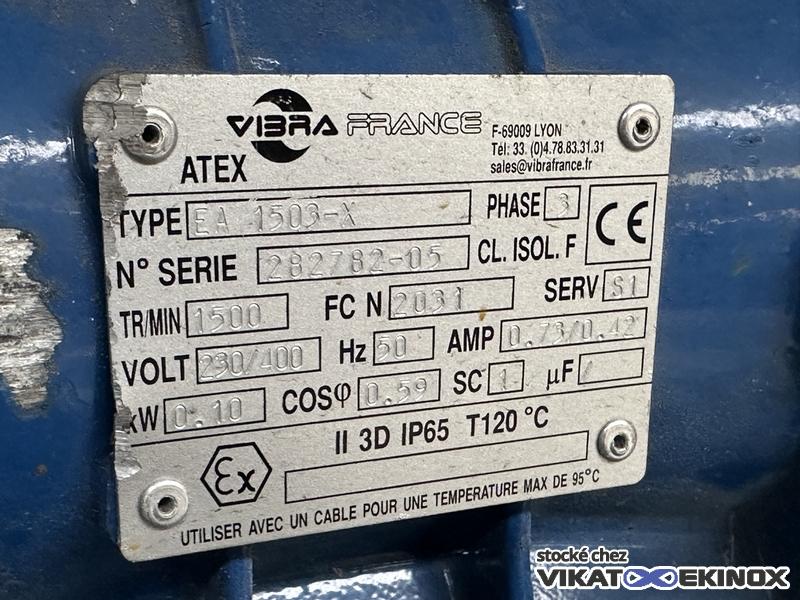 VIBRA FRANCE
F-69009 LYON
Tél: 33. (0)4.78.83.31.31
sales@vibrafrance.fr
ATEX
TYPE EA 1503-X PHASE 3
N° SERIE 282782-05 CL. ISOL. F CE
TR/MIN 1500 FC N 2031 SERV S1
VOLT 230/400 Hz 50 AMP 0.73/0.42
kW 0.10 COSφ 0.59 SC 1 µF /
Ex II 3D IP65 T120 °C
UTILISER AVEC UN CABLE POUR UNE TEMPERATURE MAX DE 95°C
stocké chez
VIKATOO EKINOX